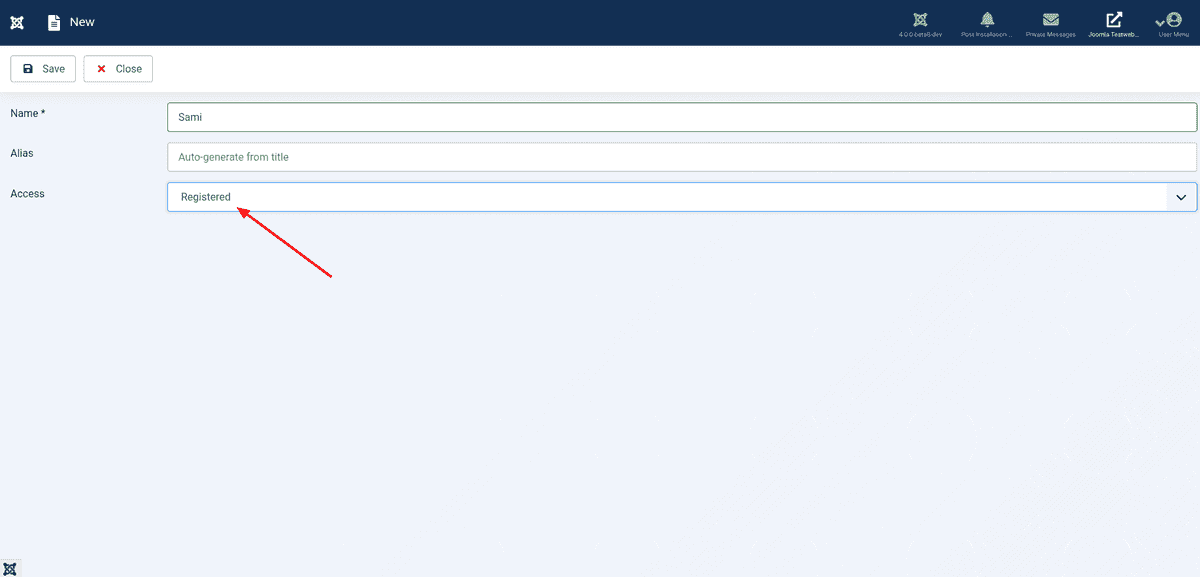 New
4.0.0-beta8-dev
Post Installation ...
Private Messages
Joomla Testweb...
User Menu
Save
Close
Name *
Sami
Alias
Auto-generate from title
Access
Registered